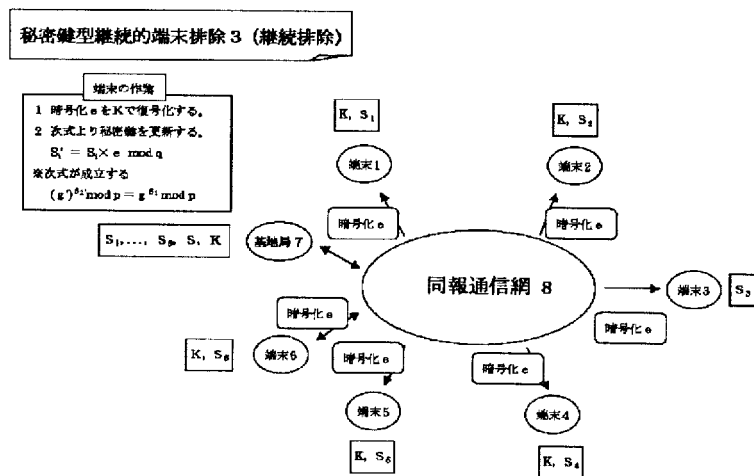 秘密鍵型継続的端末排除3（継続排除）
端末の作業
1 暗号化eをKで復号化する。
2 次式より秘密鍵を更新する。
Sᵢ' = Sᵢ× e mod q
※次式が成立する
K, S₁
端末1
暗号化e
K, S₂
端末2
暗号化e
S₁,..., S₆, S, K
基地局7
同報通信網 8
端末3
S₃
暗号化e
暗号化e
端末6
K, S₆
暗号化e
端末5
K, S₅
暗号化e
端末4
K, S₄